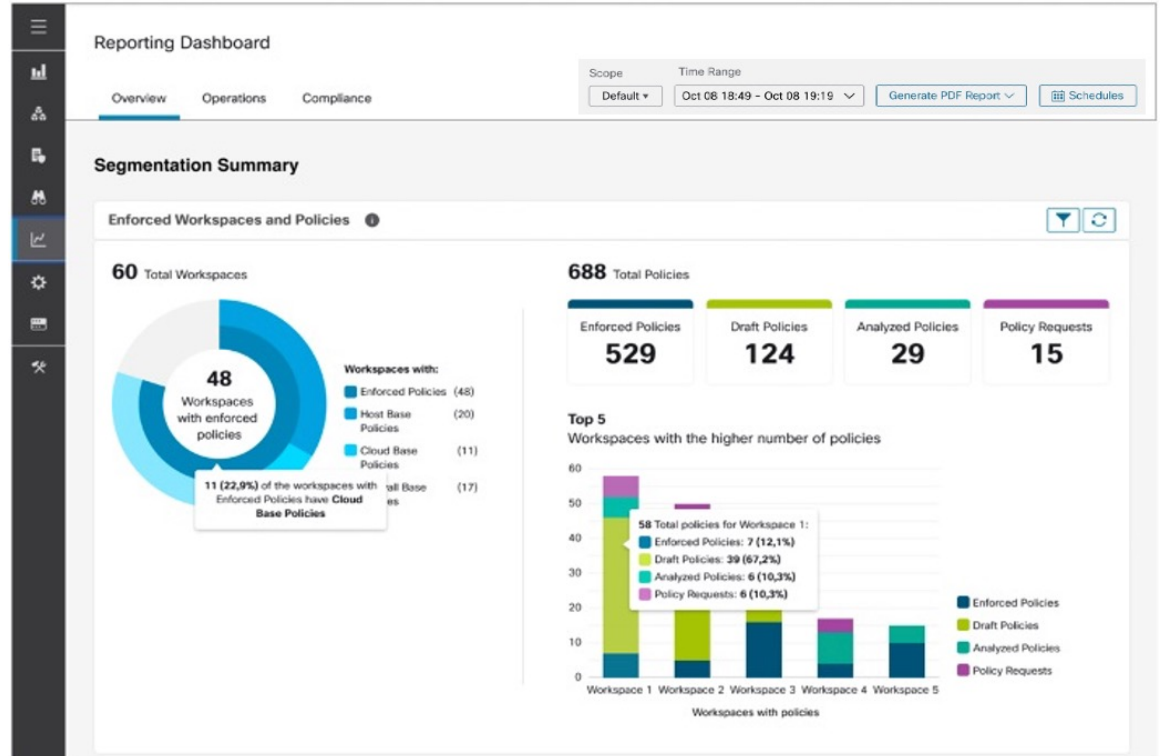 Reporting Dashboard
Overview Operations Compliance
Scope Time Range
Default Oct 08 18:49 - Oct 08 19:19 Generate PDF Report Schedules
Segmentation Summary
Enforced Workspaces and Policies
60 Total Workspaces
48
Workspaces
with enforced
policies
Workspaces with:
Enforced Policies (48)
Host Base
Policies (20)
Cloud Base
Policies (11)
all Base (17)
es
11 (22,9%) of the workspaces with
Enforced Policies have Cloud
Base Policies
688 Total Policies
Enforced Policies
529
Draft Policies
124
Analyzed Policies
29
Policy Requests
15
Top 5
Workspaces with the higher number of policies
60
50
40
30
20
10
0
58 Total policies for Workspace 1:
Enforced Policies: 7 (12,1%)
Draft Policies: 39 (67,2%)
Analyzed Policies: 6 (10,3%)
Policy Requests: 6 (10,3%)
Workspace 1 Workspace 2 Workspace 3 Workspace 4 Workspace 5
Workspaces with policies
Enforced Policies
Draft Policies
Analyzed Policies
Policy Requests